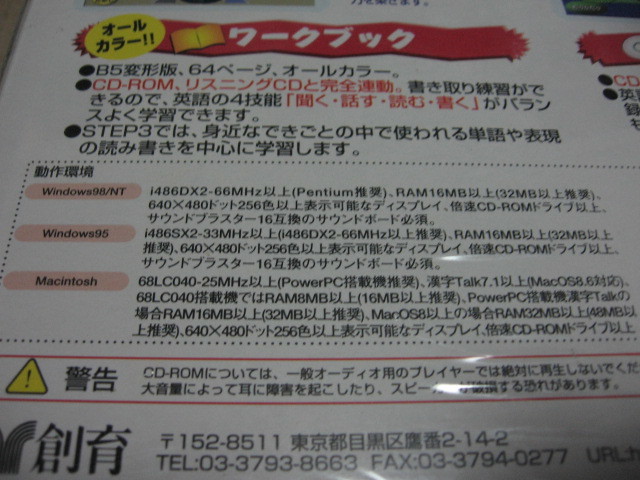 力を楽せます。
オール
カラー!!
ワークブック
●B5変形版、64ページ、オールカラー。
●CD-ROM、リスニングCDと完全連動。書き取り練習がで
きるので、英語の4技能「聞く・話す・読む・書く」がバラン
スよく学習できます。
●STEP3では、身近なできごとの中で使われる単語や表現
の読み書きを中心に学習します。
●CD
●英
録
動作環境
Windows98/NT i486DX2-66MHz以上(Pentium推奨)、RAM16MB以上(32MB以上推奨)、
640×480ドット256色以上表示可能なディスプレイ、倍速CD-ROMドライブ以上、
サウンドブラスター16互換のサウンドボード必須。
Windows95 i486SX2-33MHz以上(i486DX2-66MHz以上推奨)、RAM16MB以上(32MB以上
推奨)、640×480ドット256色以上表示可能なディスプレイ、倍速CD-ROMドライブ以上、
サウンドブラスター16互換のサウンドボード必須。
Macintosh 68LC040-25MHz以上(PowerPC搭載機推奨)、漢字Talk7.1以上(MacOS8.6対応)、
68LC040搭載機ではRAM8MB以上(16MB以上推奨)、PowerPC搭載機漢字Talkの
場合RAM16MB以上(32MB以上推奨)、MacOS8以上の場合RAM32MB以上(48MB以
上推奨)、640×480ドット256色以上表示可能なディスプレイ、倍速CD-ROMドライブ以上
警告 CD-ROMについては、一般オーディオ用のプレイヤーでは絶対に再生しないでくだ
大音量によって耳に障害を起こしたり、スピーカーが破損する恐れがあります。
創育
〒152-8511 東京都目黒区鷹番2-14-2
TEL:03-3793-8663 FAX:03-3794-0277 URL